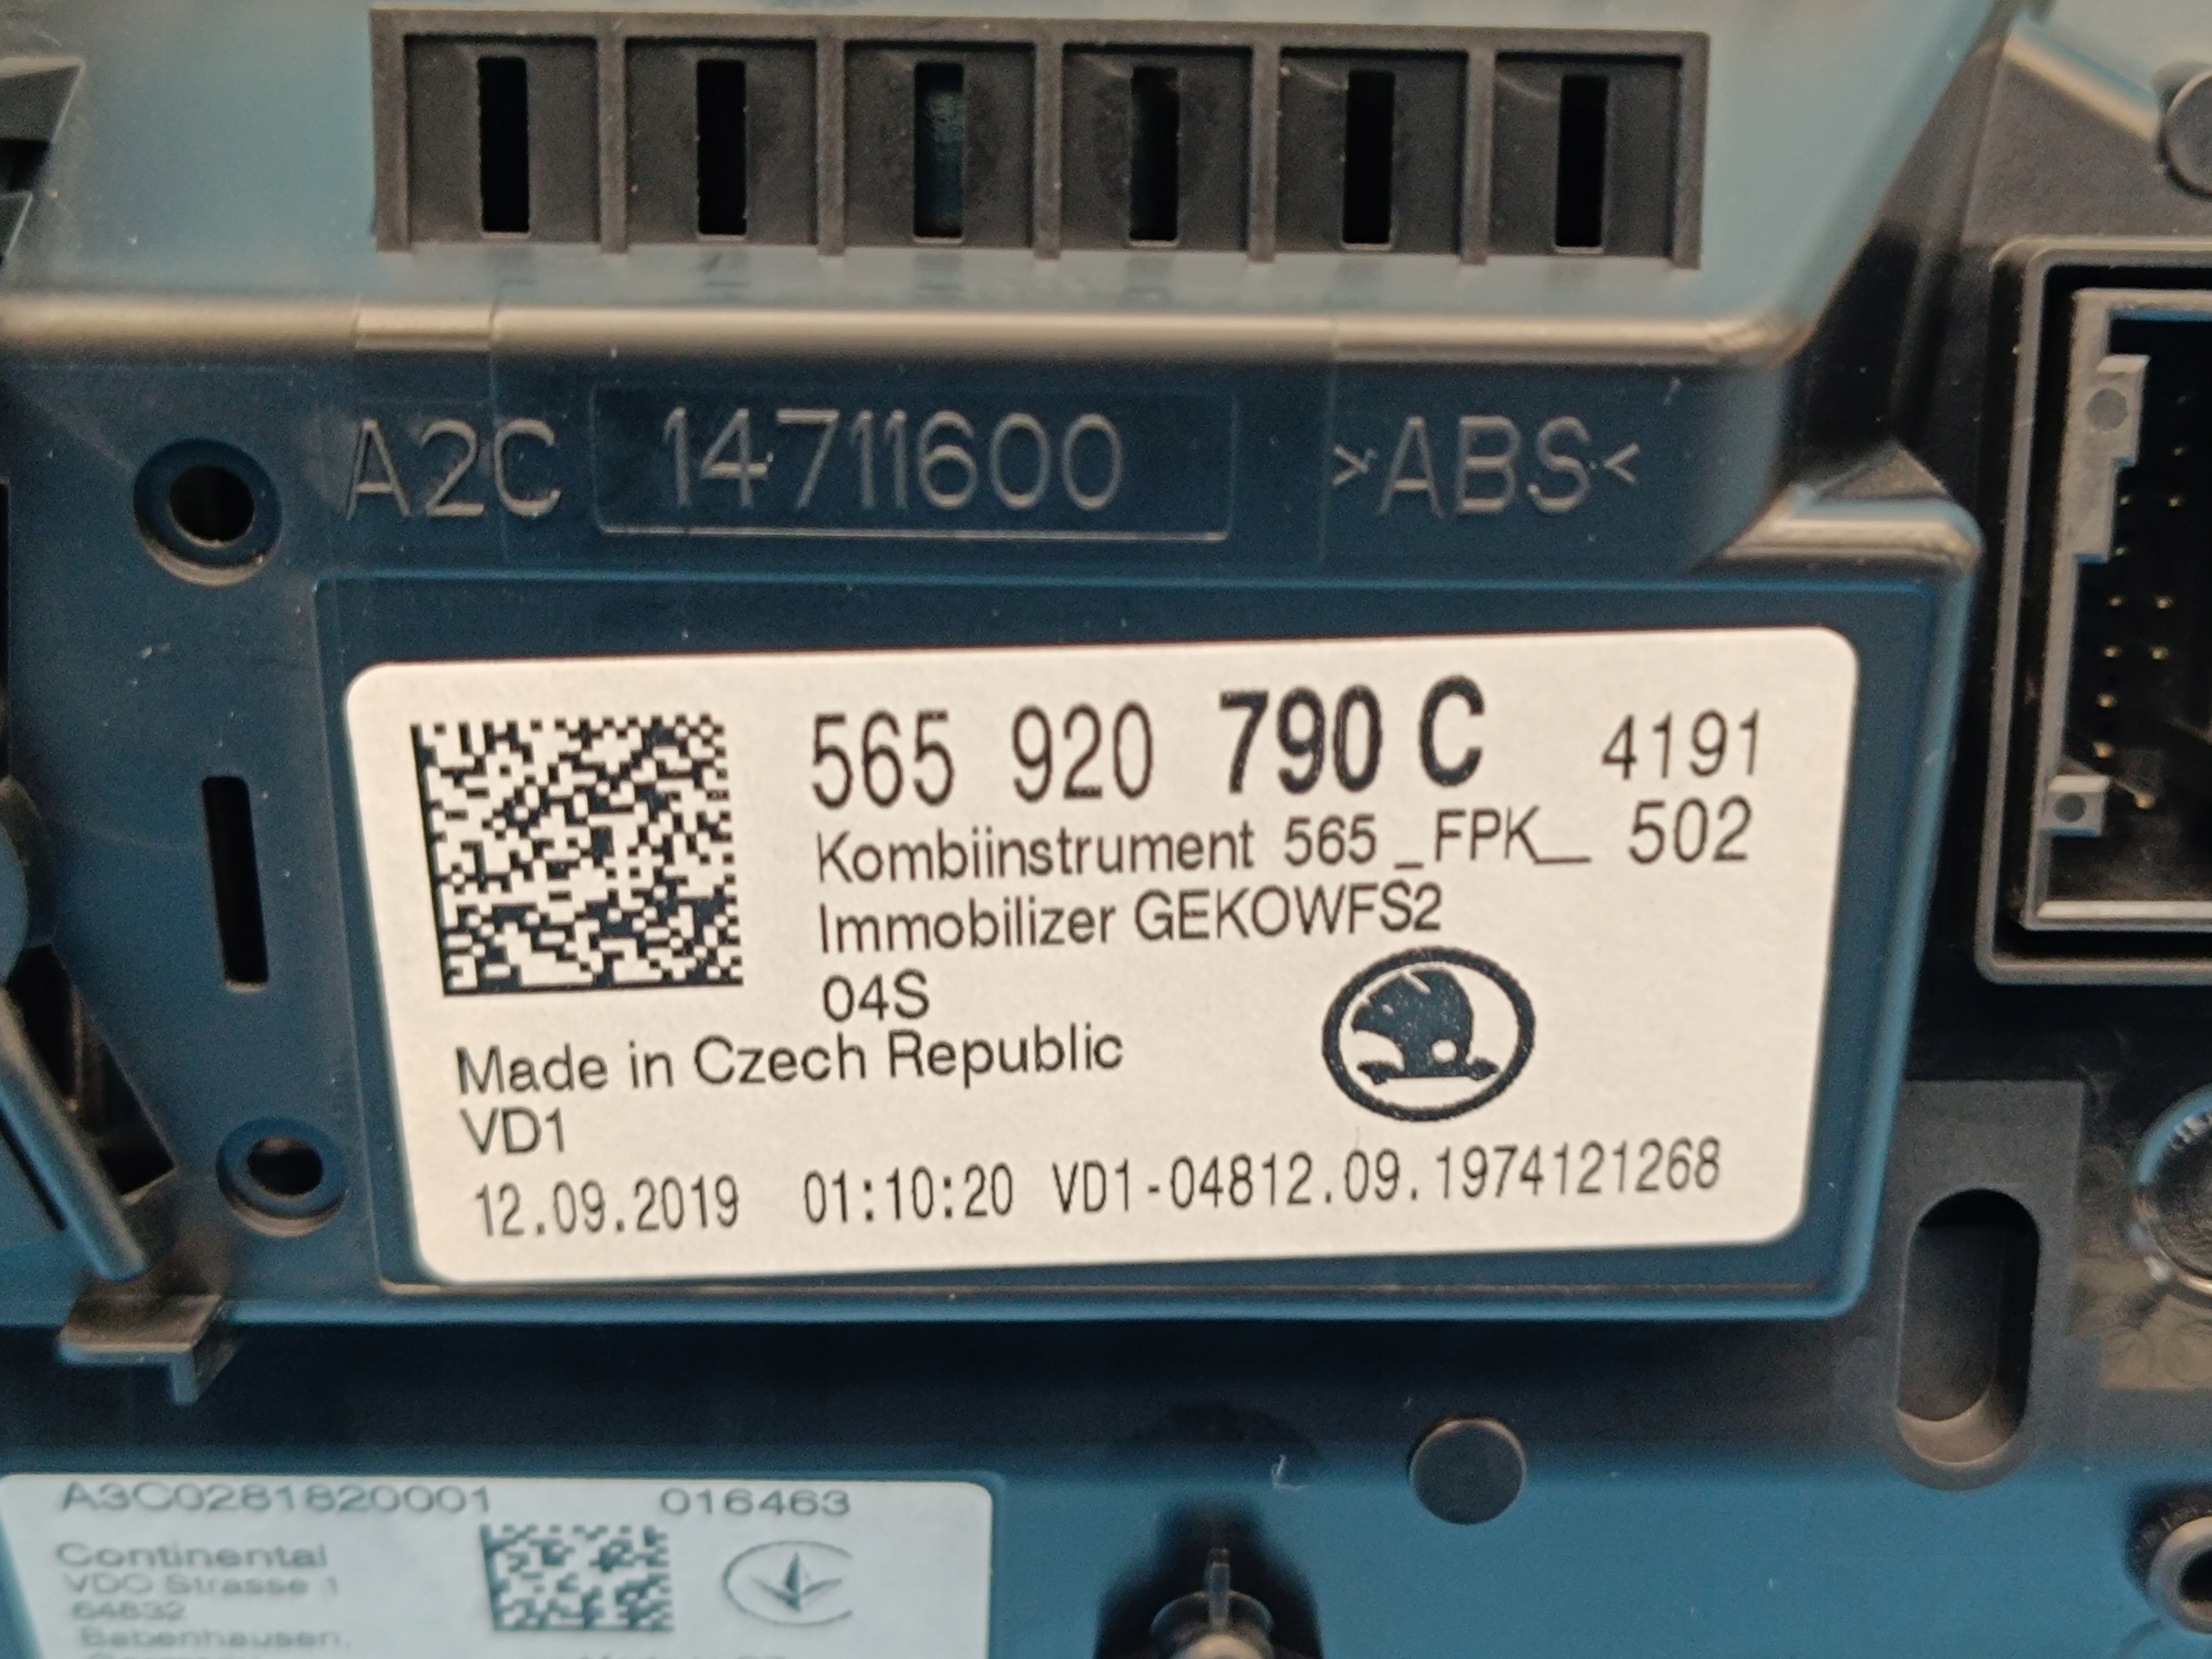 A2C 14711600 >ABS<
565 920 790 C 4191
Kombiinstrument 565_FPK_ 502
Immobilizer GEKOWFS2
04S
Made in Czech Republic
VD1
12.09.2019 01:10:20 VD1-04812.09.1974121268
A3C0281820001 016463
Continental
VDO Strasse 1
64832
Babenhausen,